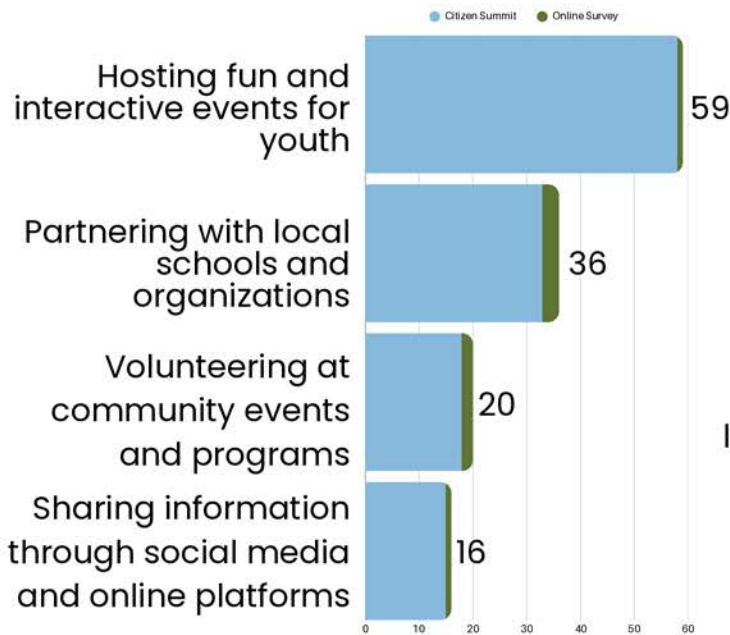 Citizen Summit Online Survey
Hosting fun and
interactive events for
youth
59
Partnering with local
schools and
organizations
36
Volunteering at
community events
and programs
20
Sharing information
through social media
and online platforms
16
0 10 20 30 40 50 60